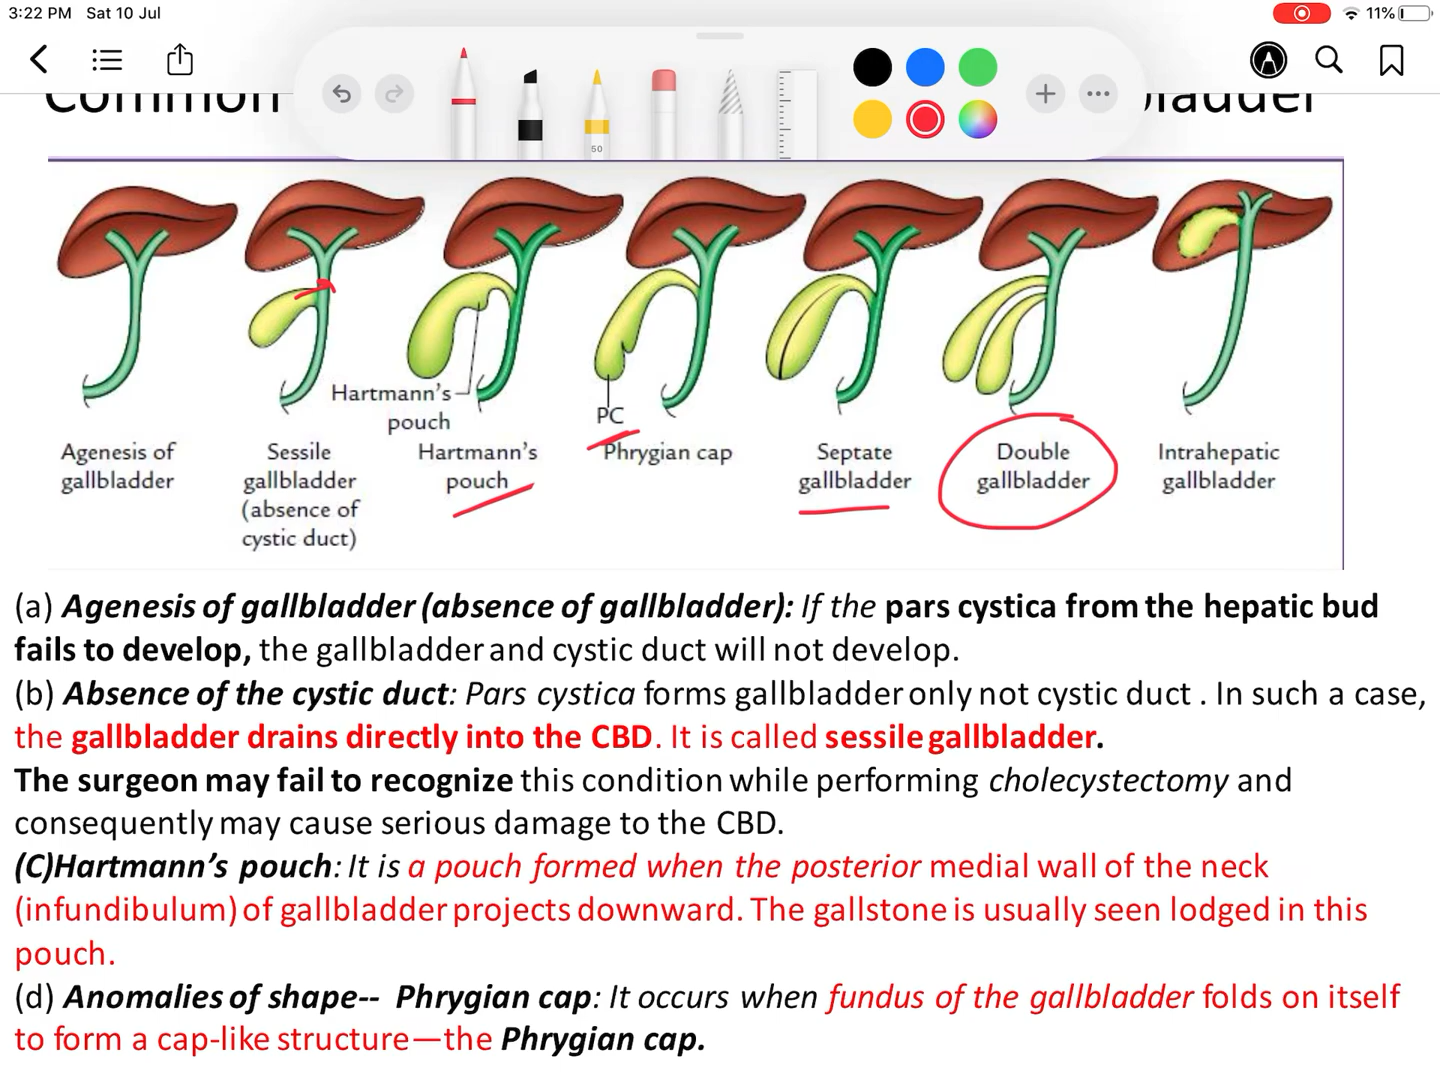 3:22 PM Sat 10 Jul
11%
Common
50
Hartmann's
pouch
PC
Agenesis of
gallbladder
Sessile
gallbladder
(absence of
cystic duct)
Hartmann's
pouch
Phrygian cap
Septate
gallbladder
Double
gallbladder
Intrahepatic
gallbladder
(a) Agenesis of gallbladder (absence of gallbladder): If the pars cystica from the hepatic bud
fails to develop, the gallbladder and cystic duct will not develop.
(b) Absence of the cystic duct: Pars cystica forms gallbladder only not cystic duct . In such a case,
the gallbladder drains directly into the CBD. It is called sessile gallbladder.
The surgeon may fail to recognize this condition while performing cholecystectomy and
consequently may cause serious damage to the CBD.
(C)Hartmann’s pouch: It is a pouch formed when the posterior medial wall of the neck
(infundibulum) of gallbladder projects downward. The gallstone is usually seen lodged in this
pouch.
(d) Anomalies of shape-- Phrygian cap: It occurs when fundus of the gallbladder folds on itself
to form a cap-like structure—the Phrygian cap.